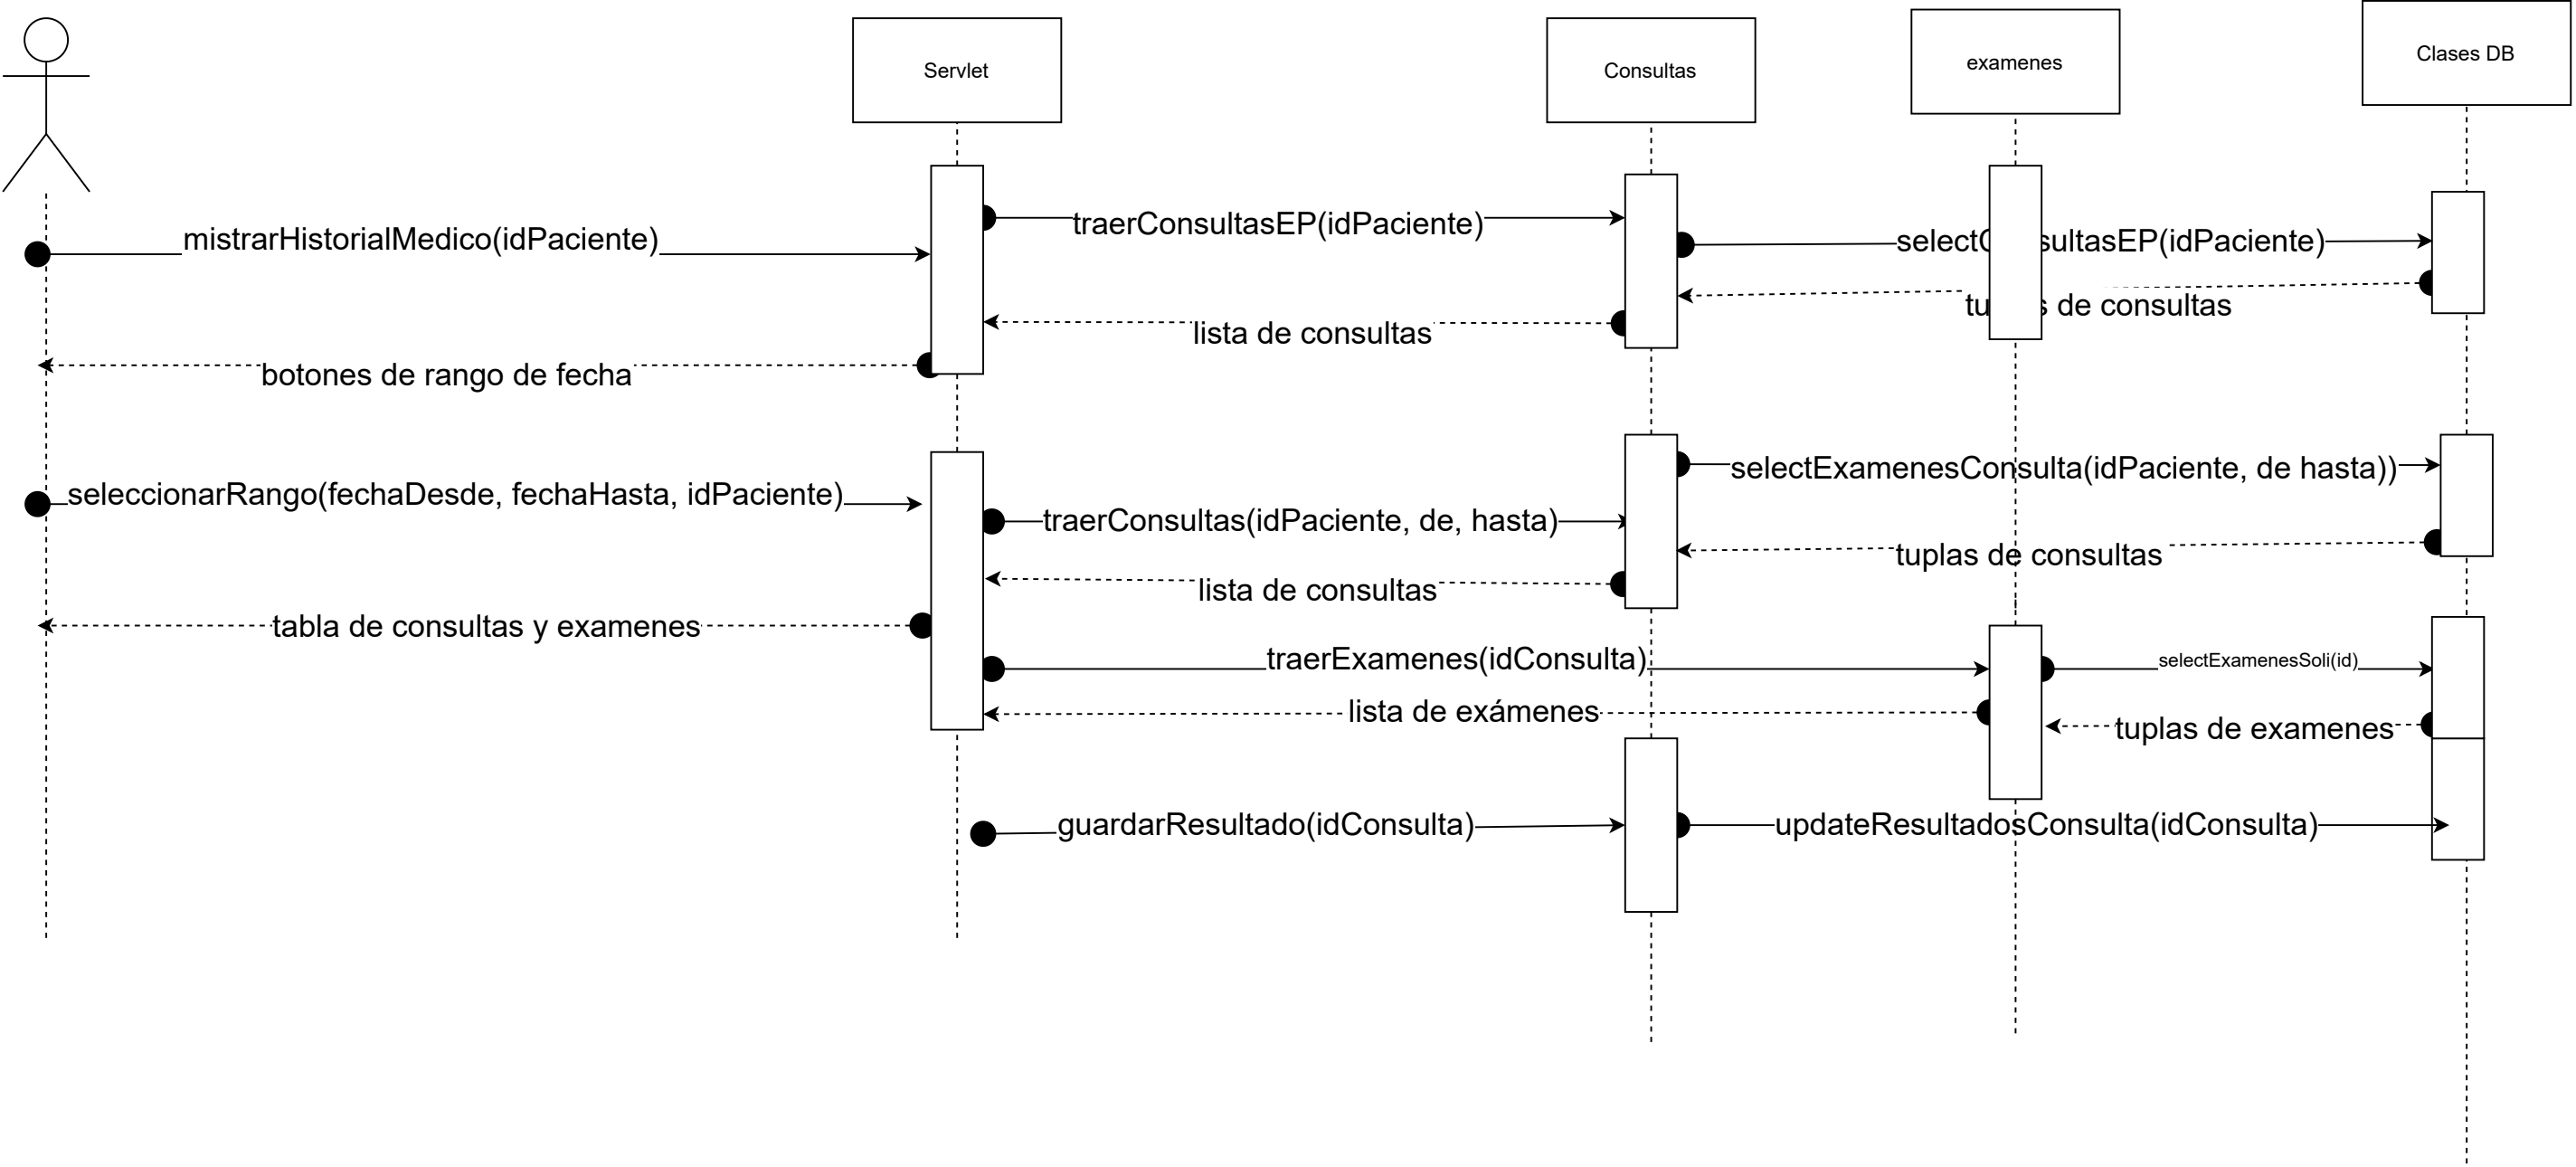 Servlet
Consultas
examenes
Clases DB
mistrarHistorialMedico(idPaciente)
traerConsultasEP(idPaciente)
de consultas
lista de consultas
botones de rango de fecha
seleccionarRango(fechaDesde, fechaHasta, idPaciente)
selectExamenesConsulta(idPaciente, de hasta))
traerConsultas(idPaciente, de, hasta)
tuplas de consultas
lista de consultas
tabla de consultas y examenes
traerExamenes(idConsulta)
selectExamenesSoli(id)
lista de exámenes
tuplas de examenes
guardarResultado(idConsulta)
updateResultadosConsulta(idConsulta)